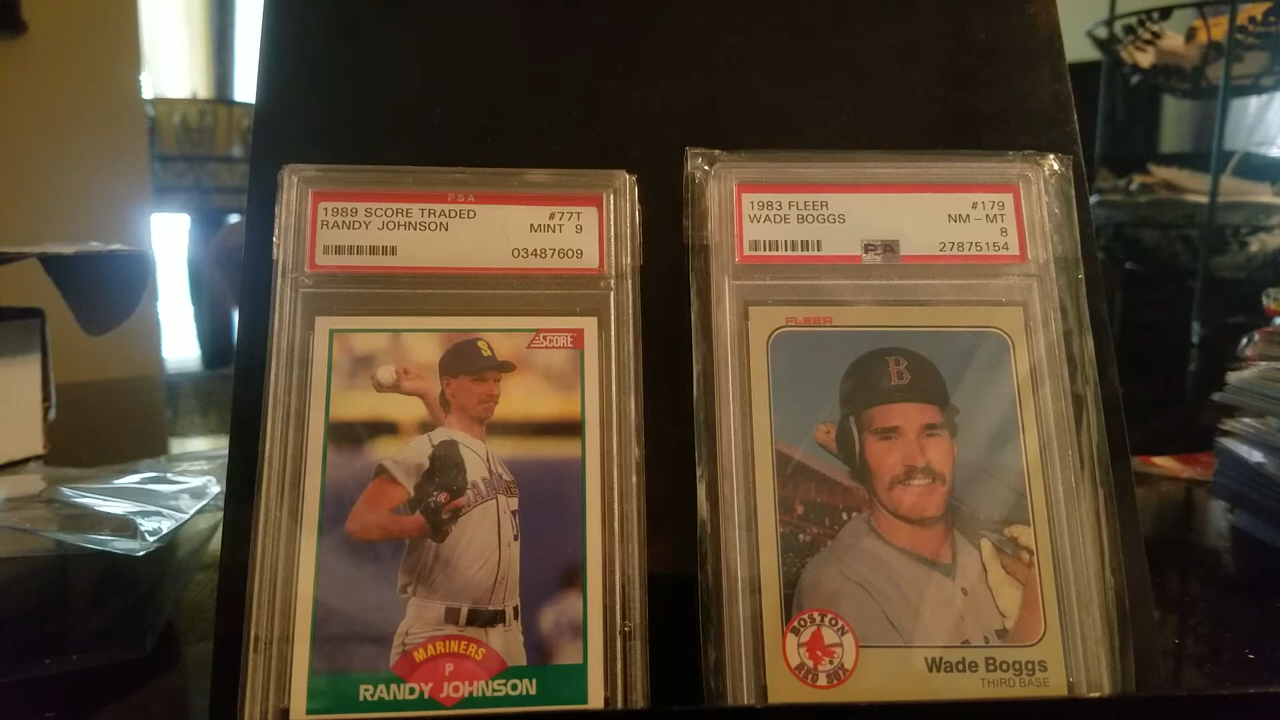 PSA
1989 SCORE TRADED #77T
RANDY JOHNSON MINT 9
03487609
SCORE
S
MARINERS
P
RANDY JOHNSON
1983 FLEER #179
WADE BOGGS NM-MT
8
PSA 27875154
FLEER
B
BOSTON
RED SOX
Wade Boggs
THIRD BASE